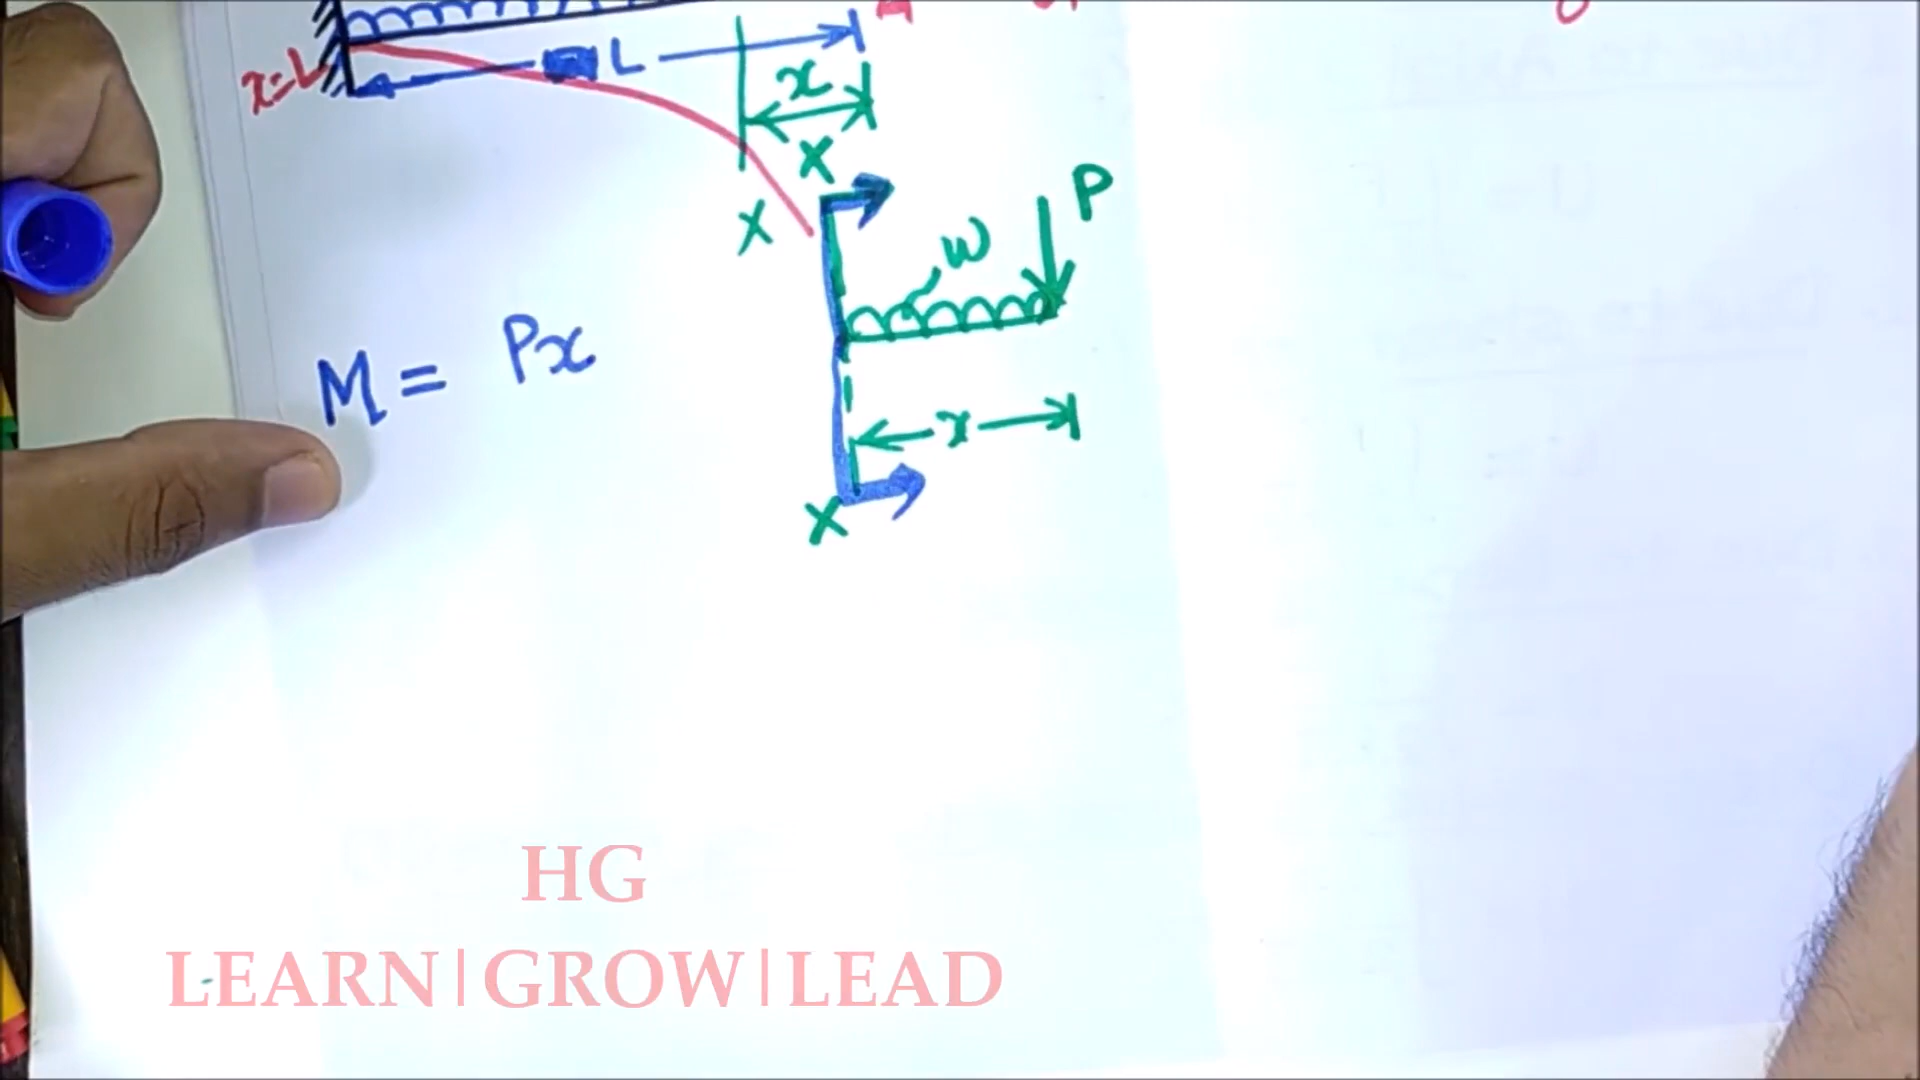 x=L
L
x
X
X
P
w
M = Px
x
X
HG
LEARN|GROW|LEAD